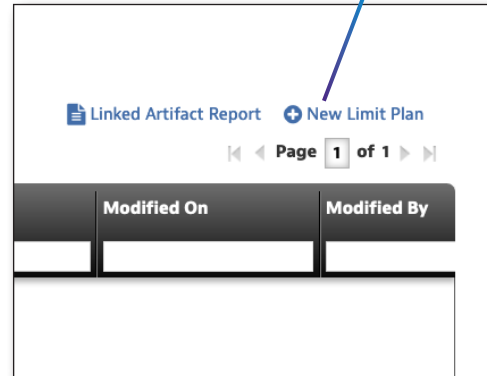 Linked Artifact Report New Limit Plan
Page 1 of 1
Modified On Modified By